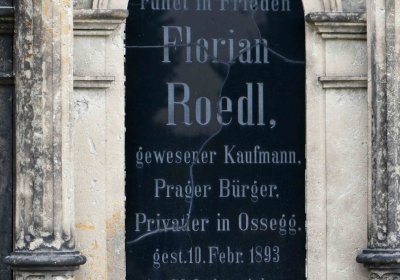 Ruhet in Frieden
Florian
Roedl,
gewesener Kaufmann,
Prager Bürger,
Privatier in Ossegg.
gest. 10. Febr. 1893